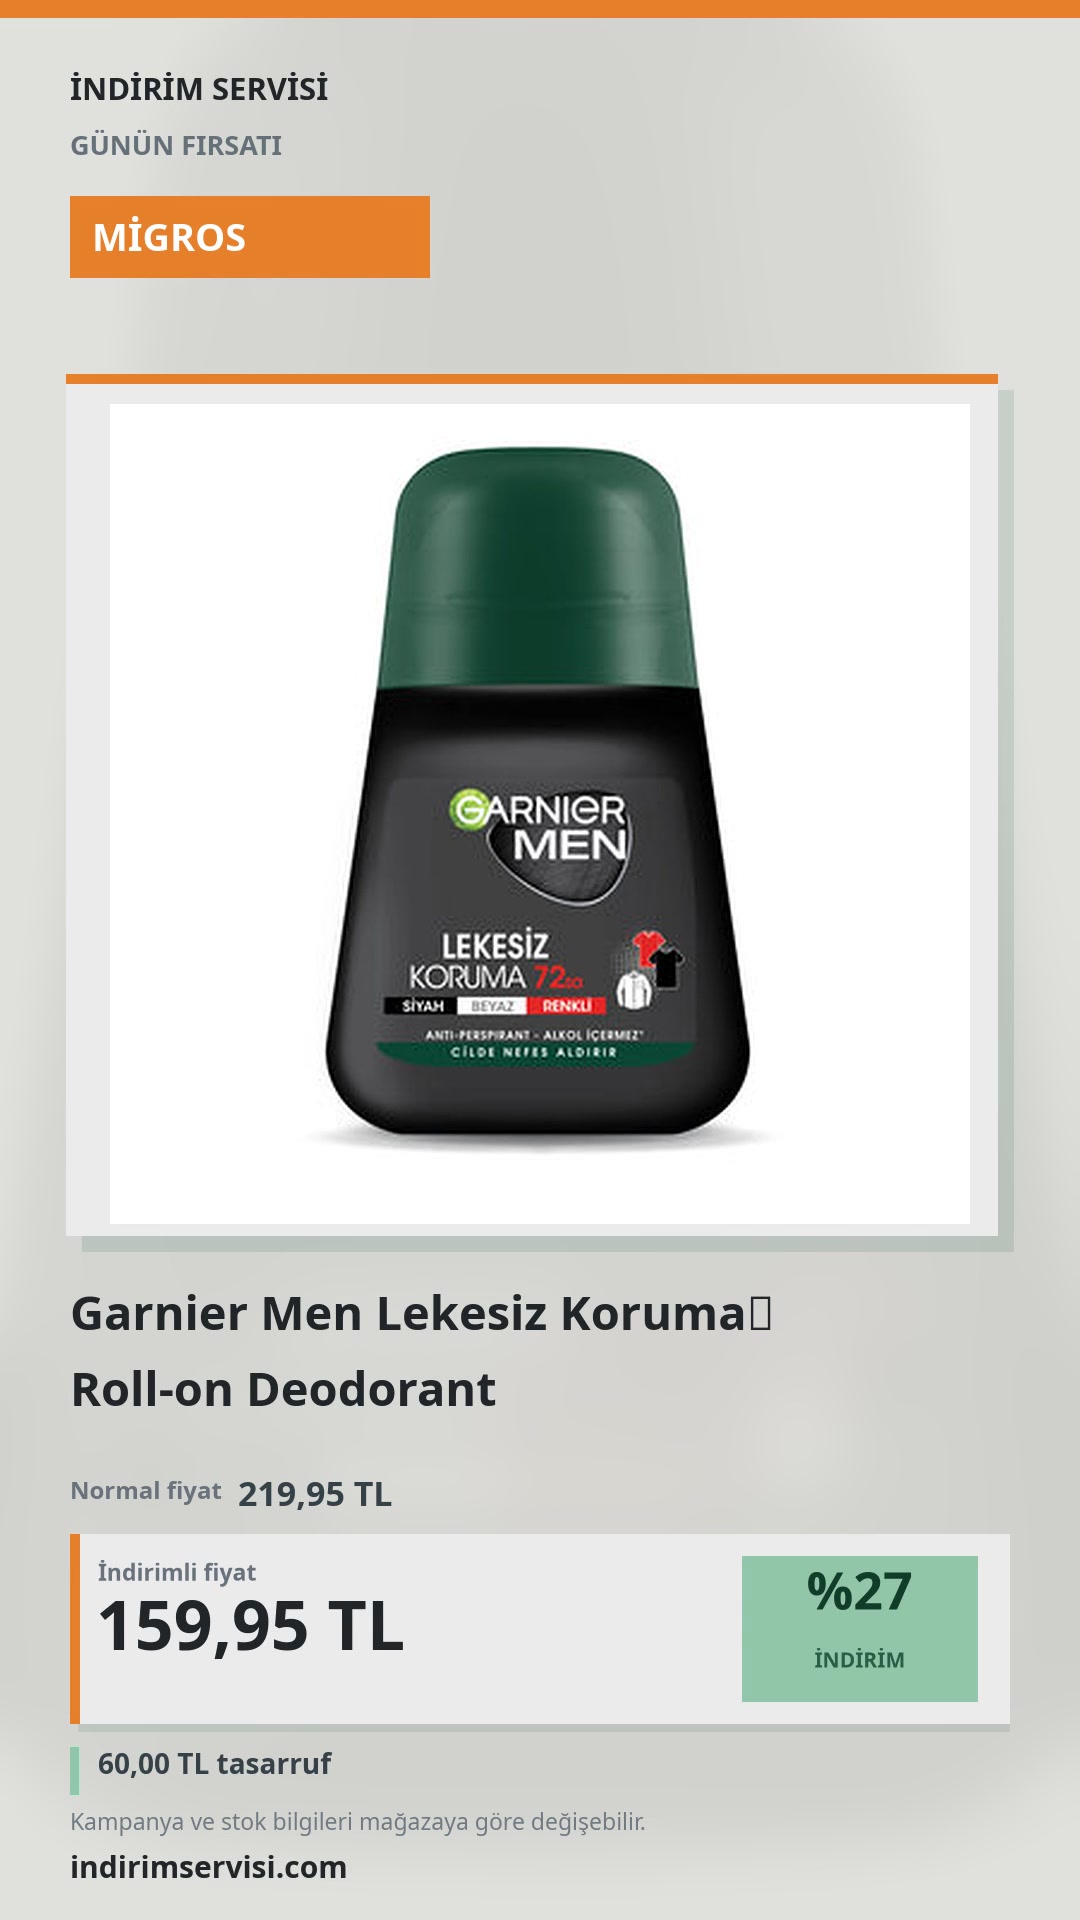 İNDİRİM SERVİSİ
GÜNÜN FIRSATI
MİGROS
GARNIER
MEN
LEKESİZ
KORUMA 72SA
SİYAH BEYAZ RENKLİ
ANTI-PERSPIRANT - ALKOL İÇERMEZ*
CİLDE NEFES ALDIRIR
Garnier Men Lekesiz Koruma
Roll-on Deodorant
Normal fiyat 219,95 TL
İndirimli fiyat
159,95 TL
%27
İNDİRİM
60,00 TL tasarruf
Kampanya ve stok bilgileri mağazaya göre değişebilir.
indirimservisi.com